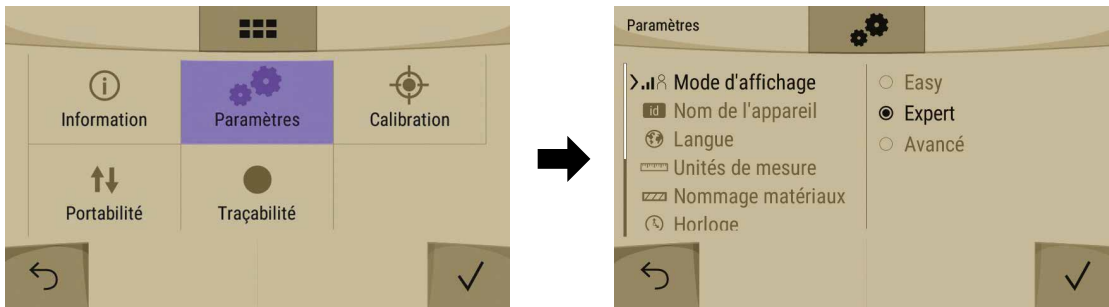 Information
Paramètres
Calibration
Portabilité
Traçabilité
Paramètres
Mode d'affichage
id Nom de l'appareil
Langue
Unités de mesure
Nommage matériaux
Horloge
Easy
Expert
Avancé